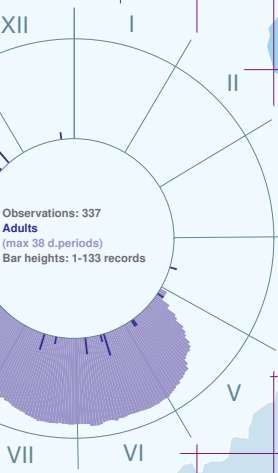 XII
I
II
Observations: 337
Adults
(max 38 d.periods)
Bar heights: 1-133 records
V
VII
VI